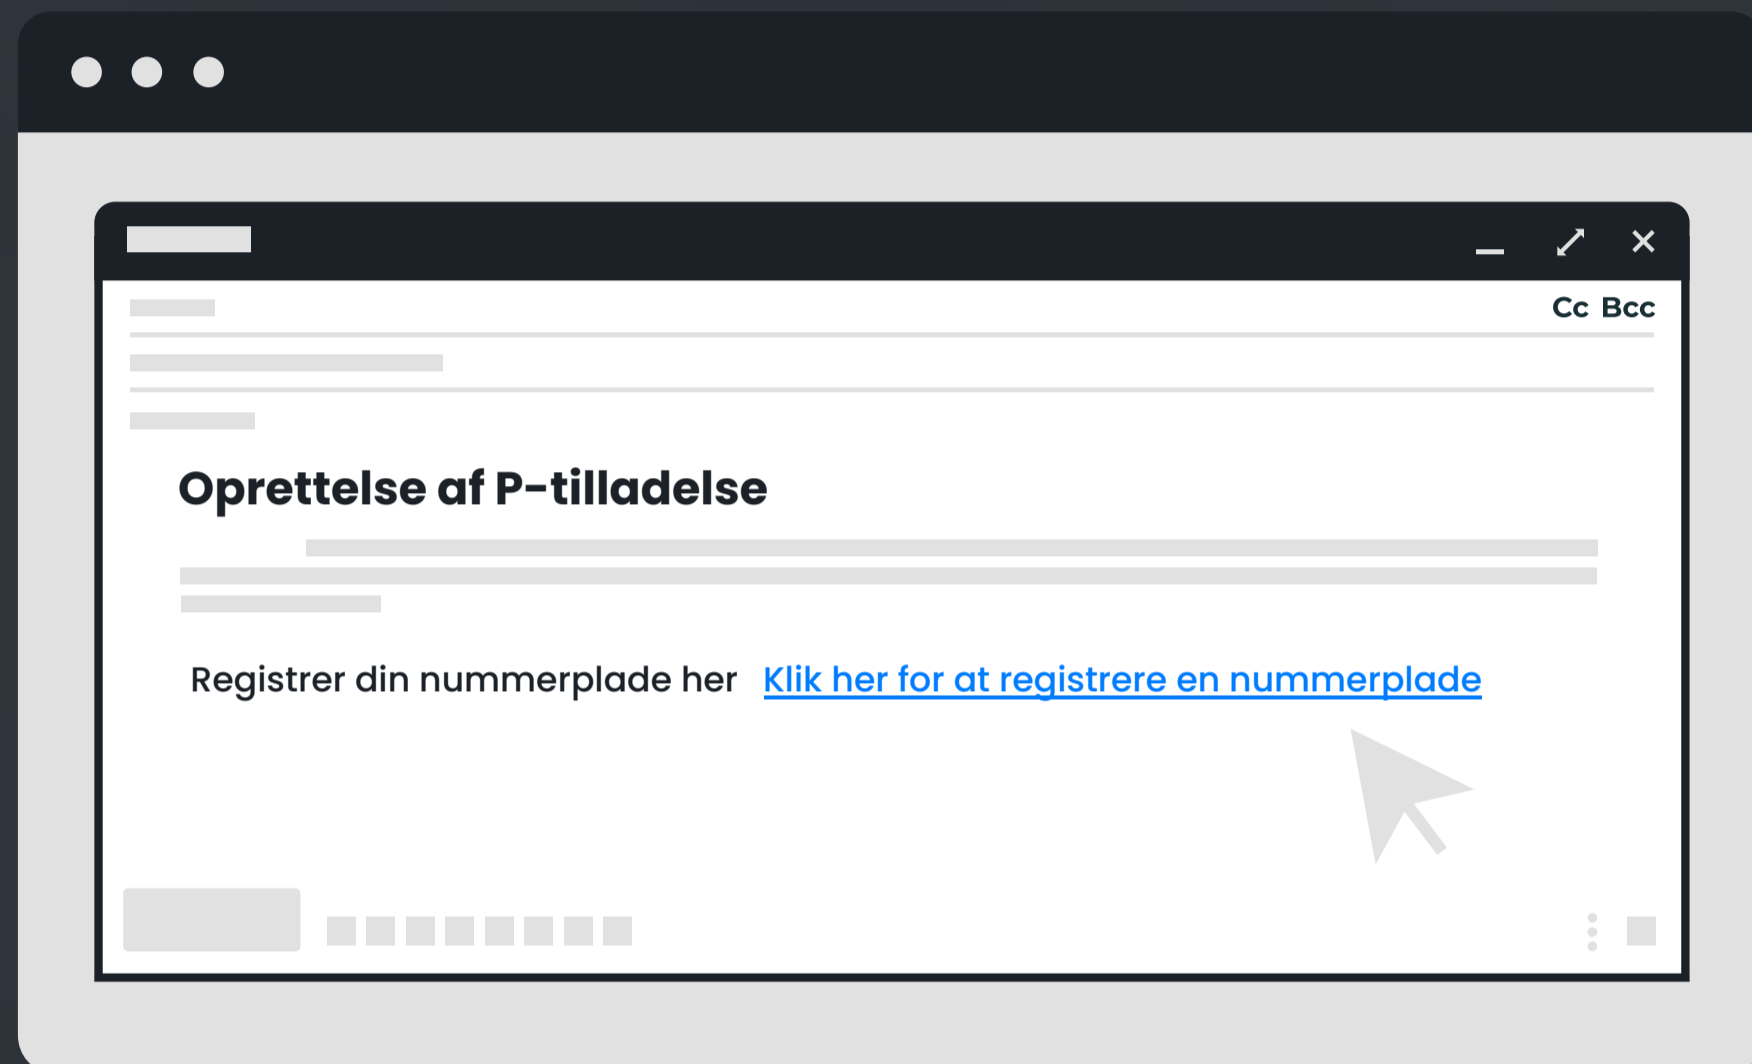 Cc Bcc
Oprettelse af P-tilladelse
Registrer din nummerplade her Klik her for at registrere en nummerplade